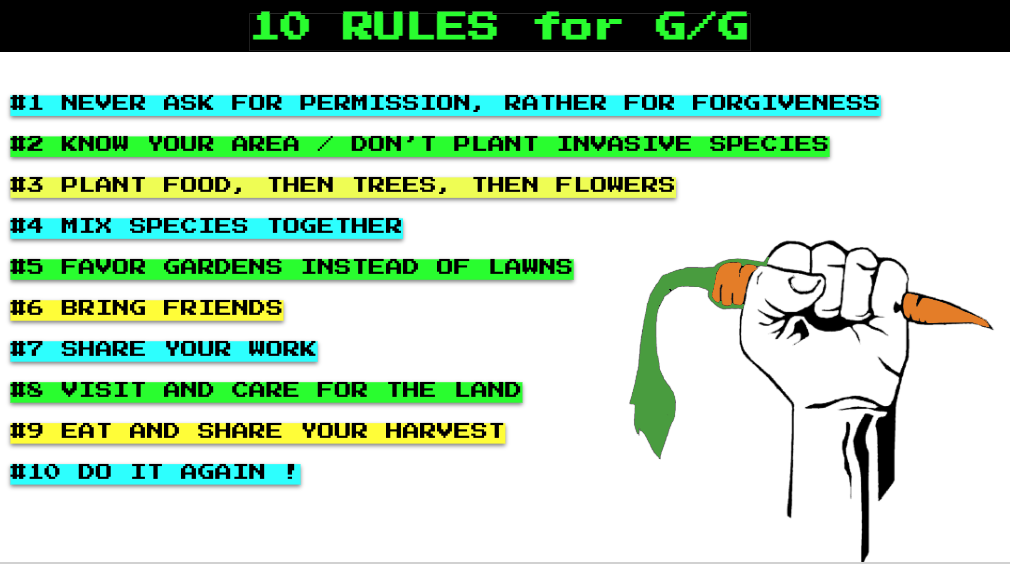 10 RULES for G/G
#1 NEVER ASK FOR PERMISSION, RATHER FOR FORGIVENESS
#2 KNOW YOUR AREA / DON'T PLANT INVASIVE SPECIES
#3 PLANT FOOD, THEN TREES, THEN FLOWERS
#4 MIX SPECIES TOGETHER
#5 FAVOR GARDENS INSTEAD OF LAWNS
#6 BRING FRIENDS
#7 SHARE YOUR WORK
#8 VISIT AND CARE FOR THE LAND
#9 EAT AND SHARE YOUR HARVEST
#10 DO IT AGAIN !